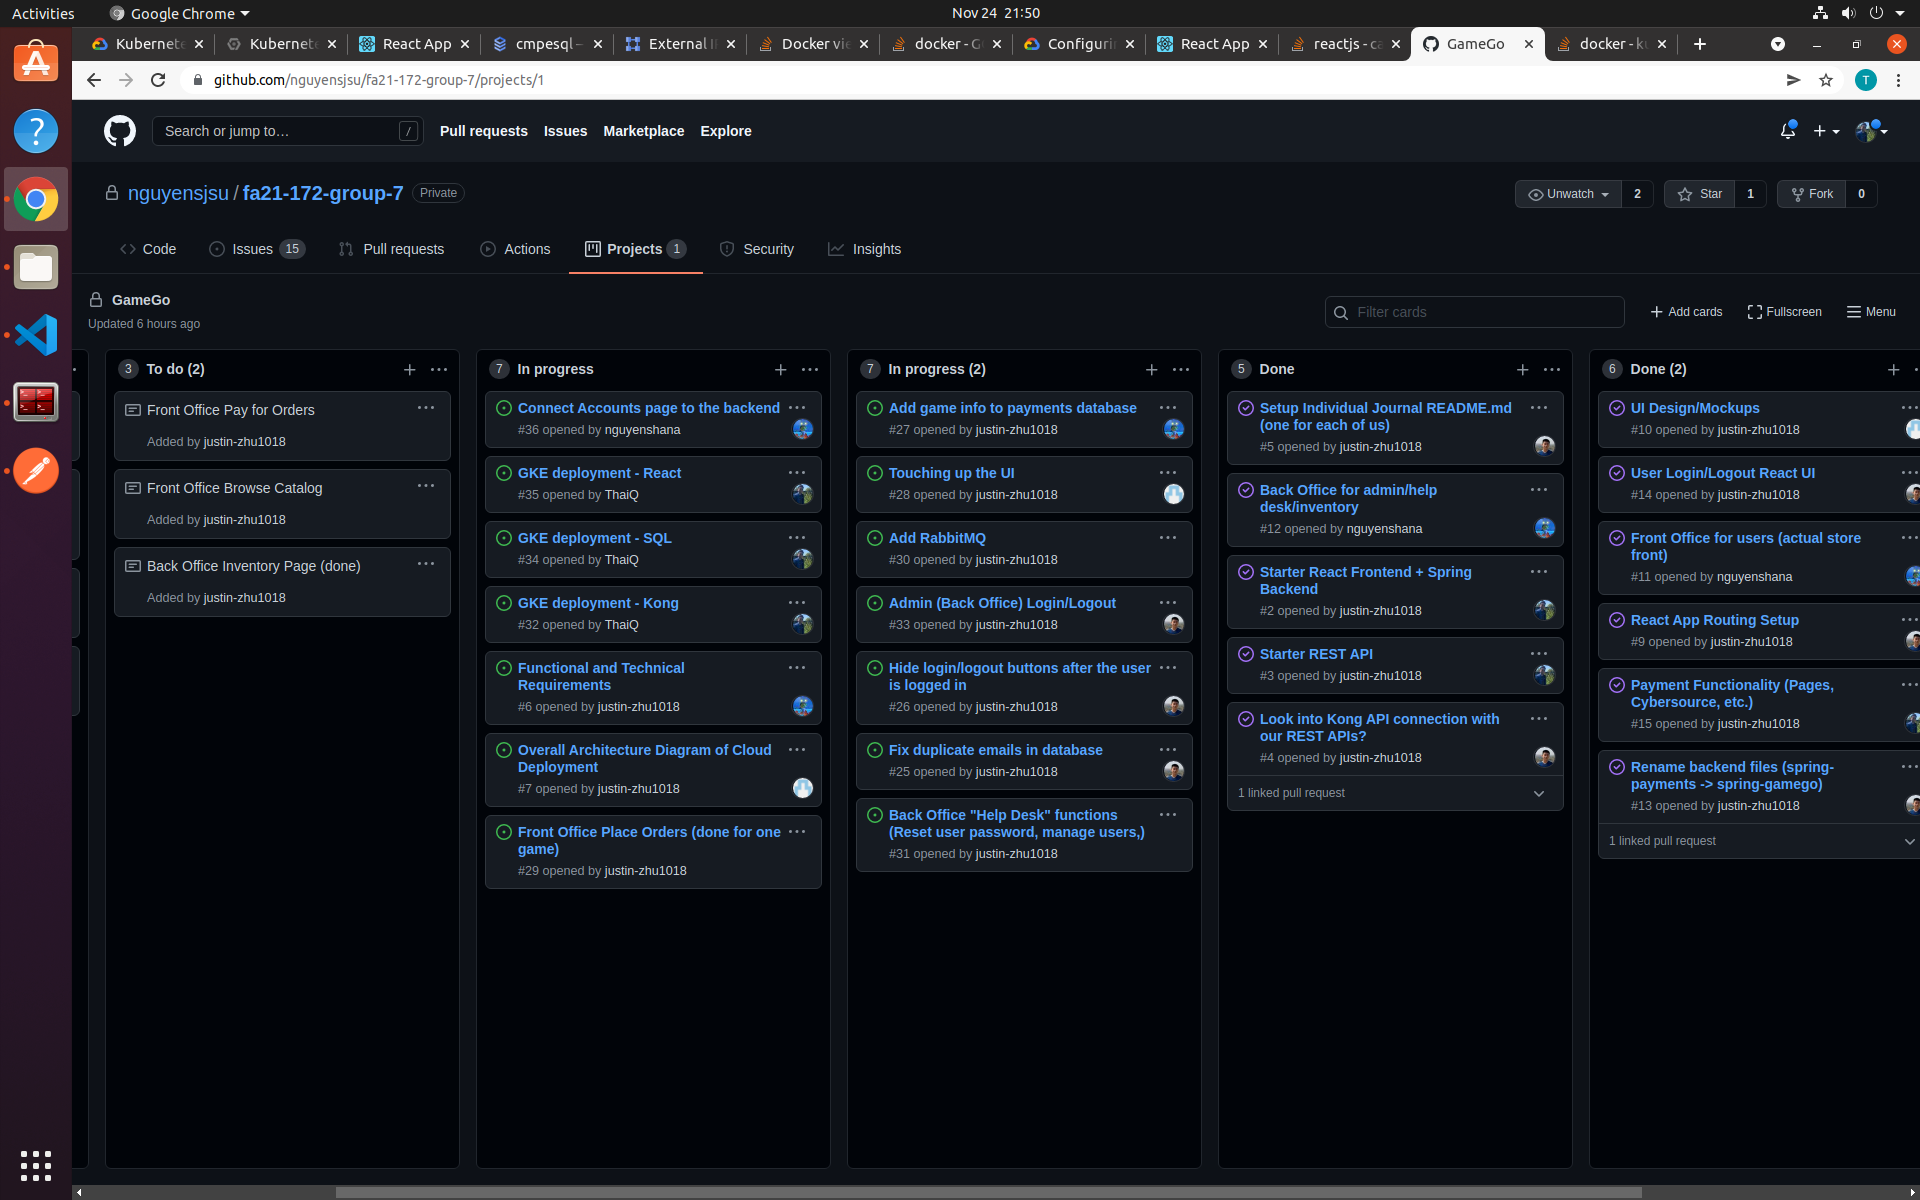 Activities
Google Chrome
Nov 24 21:50
Kubernete
Kubernete
React App
cmpesql –
External I
Docker vie
docker - G
Configurin
React App
reactjs - ca
GameGo
docker - ku
github.com/nguyensjsu/fa21-172-group-7/projects/1
T
Search or jump to…
/
Pull requests
Issues
Marketplace
Explore
nguyensjsu / fa21-172-group-7
Private
Unwatch
2
Star
1
Fork
0
Code
Issues 15
Pull requests
Actions
Projects 1
Security
Insights
GameGo
Updated 6 hours ago
Filter cards
Add cards
Fullscreen
Menu
3 To do (2)
Front Office Pay for Orders
Added by justin-zhu1018
Front Office Browse Catalog
Added by justin-zhu1018
Back Office Inventory Page (done)
Added by justin-zhu1018
7 In progress
Connect Accounts page to the backend
#36 opened by nguyenshana
GKE deployment - React
#35 opened by ThaiQ
GKE deployment - SQL
#34 opened by ThaiQ
GKE deployment - Kong
#32 opened by ThaiQ
Functional and Technical
Requirements
#6 opened by justin-zhu1018
Overall Architecture Diagram of Cloud
Deployment
#7 opened by justin-zhu1018
Front Office Place Orders (done for one
game)
#29 opened by justin-zhu1018
7 In progress (2)
Add game info to payments database
#27 opened by justin-zhu1018
Touching up the UI
#28 opened by justin-zhu1018
Add RabbitMQ
#30 opened by justin-zhu1018
Admin (Back Office) Login/Logout
#33 opened by justin-zhu1018
Hide login/logout buttons after the user
is logged in
#26 opened by justin-zhu1018
Fix duplicate emails in database
#25 opened by justin-zhu1018
Back Office "Help Desk" functions
(Reset user password, manage users,)
#31 opened by justin-zhu1018
5 Done
Setup Individual Journal README.md
(one for each of us)
#5 opened by justin-zhu1018
Back Office for admin/help
desk/inventory
#12 opened by nguyenshana
Starter React Frontend + Spring
Backend
#2 opened by justin-zhu1018
Starter REST API
#3 opened by justin-zhu1018
Look into Kong API connection with
our REST APIs?
#4 opened by justin-zhu1018
1 linked pull request
6 Done (2)
UI Design/Mockups
#10 opened by justin-zhu1018
User Login/Logout React UI
#14 opened by justin-zhu1018
Front Office for users (actual store
front)
#11 opened by nguyenshana
React App Routing Setup
#9 opened by justin-zhu1018
Payment Functionality (Pages,
Cybersource, etc.)
#15 opened by justin-zhu1018
Rename backend files (spring-
payments -> spring-gamego)
#13 opened by justin-zhu1018
1 linked pull request